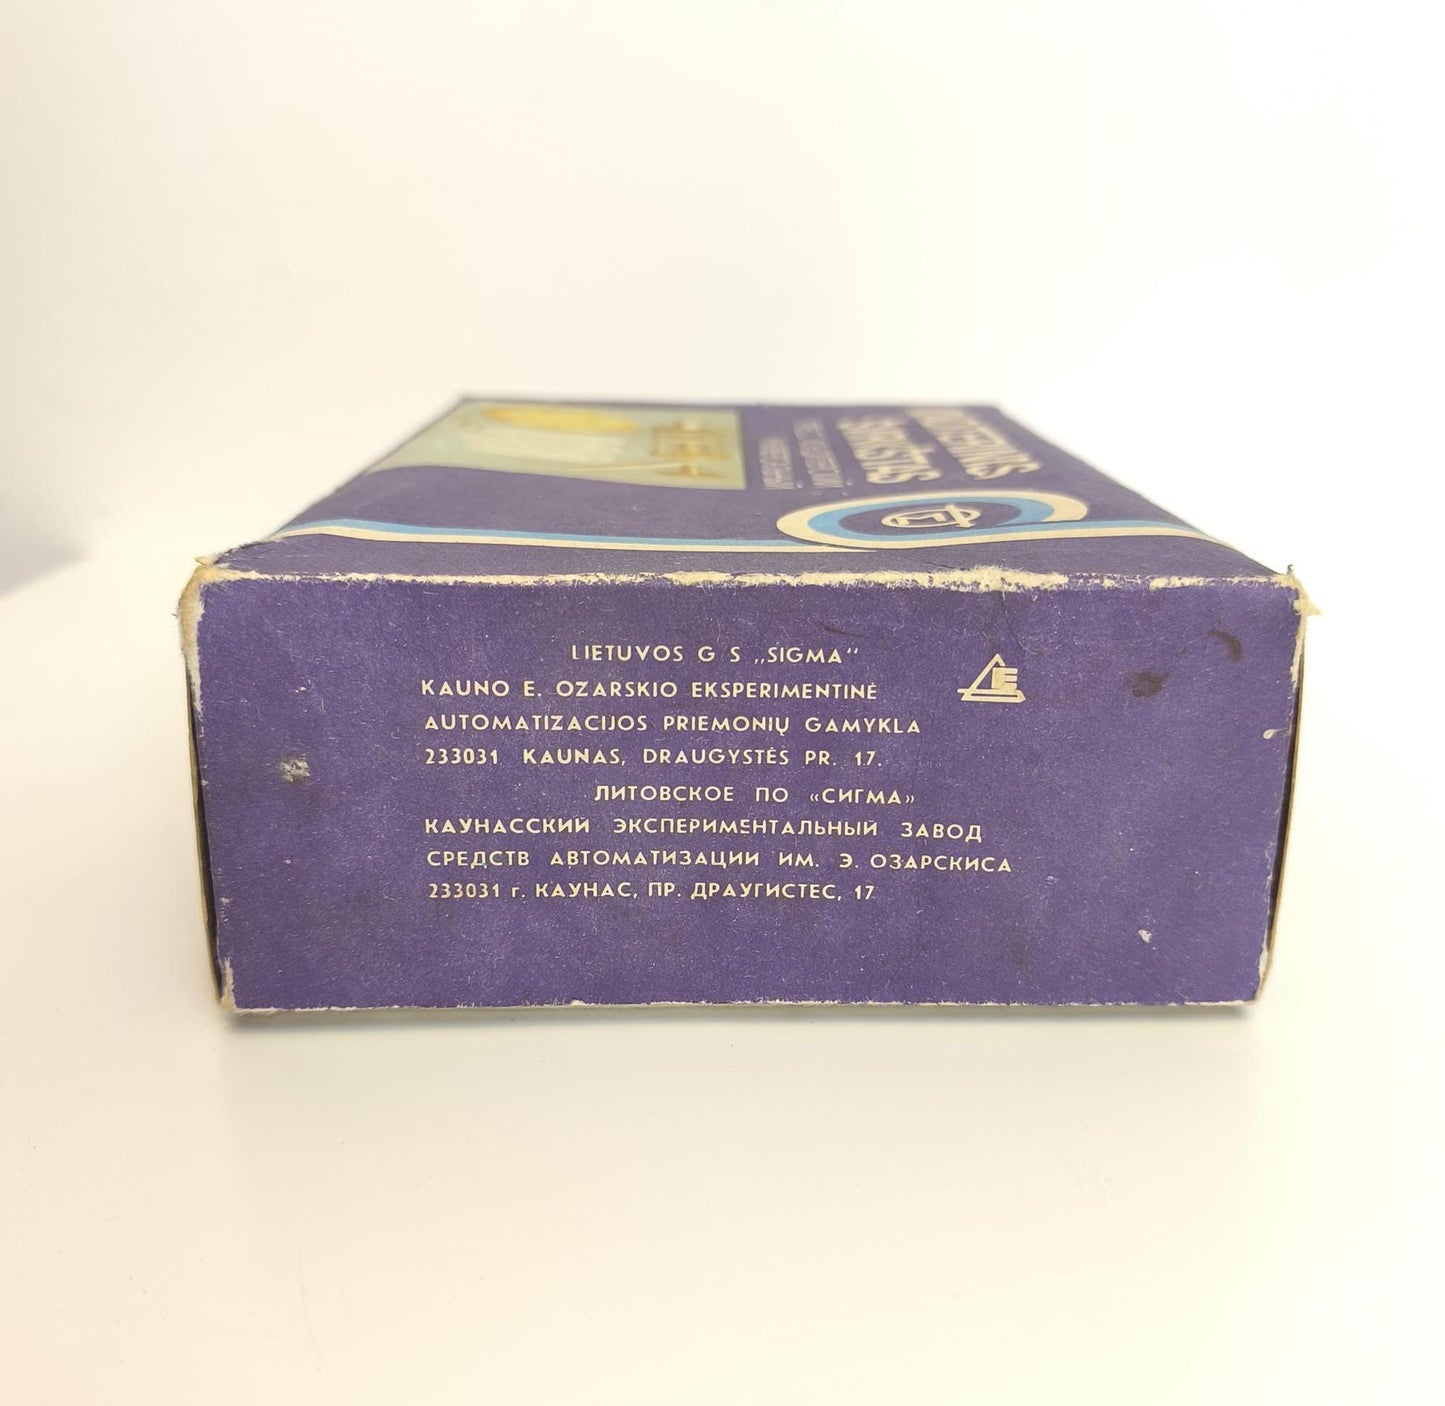 LIETUVOS G S „SIGMA“
KAUNO E. OZARSKIO EKSPERIMENTINĖ
AUTOMATIZACIJOS PRIEMONIŲ GAMYKLA
233031 KAUNAS, DRAUGYSTĖS PR. 17.
ЛИТОВСКОЕ ПО «СИГМА»
КАУНАССКИЙ ЭКСПЕРИМЕНТАЛЬНЫЙ ЗАВОД
СРЕДСТВ АВТОМАТИЗАЦИИ ИМ. Э. ОЗАРСКИСА
233031 г. КАУНАС, ПР. ДРАУГИСТЕС, 17